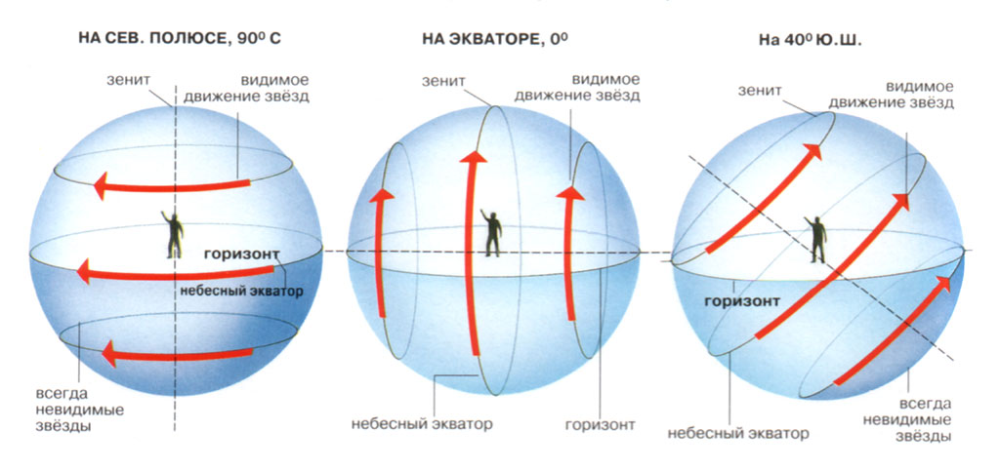 НА СЕВ. ПОЛЮСЕ, 90⁰ С
зенит
видимое
движение звёзд
горизонт
небесный экватор
всегда
невидимые
звёзды
НА ЭКВАТОРЕ, 0⁰
зенит
видимое
движение звёзд
небесный экватор
горизонт
На 40⁰ Ю.Ш.
зенит
видимое
движение звёзд
горизонт
небесный экватор
всегда
невидимые
звёзды